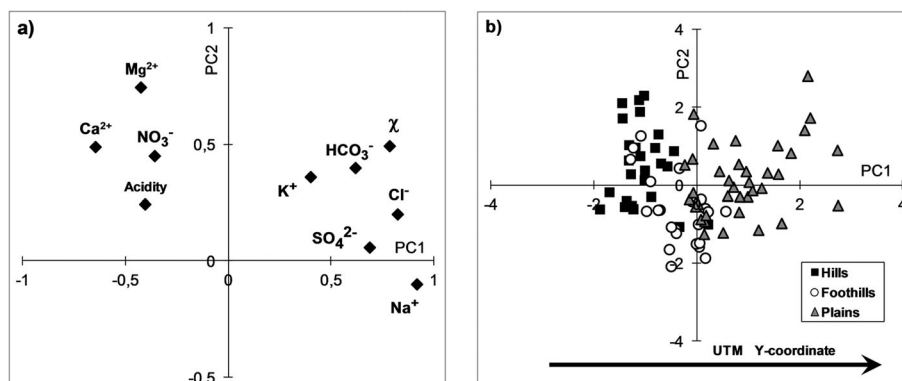 a)
1
PC2
Mg²⁺
Ca²⁺
NO₃⁻
Acidity
0,5
χ
HCO₃⁻
K⁺
Cl⁻
SO₄²⁻
PC1
0
-1
-0,5
0
0,5
1
Na⁺
-0.5
b)
4
PC2
2
0
PC1
-4
-2
0
2
4
-2
-4
Hills
Foothills
Plains
UTM Y-coordinate